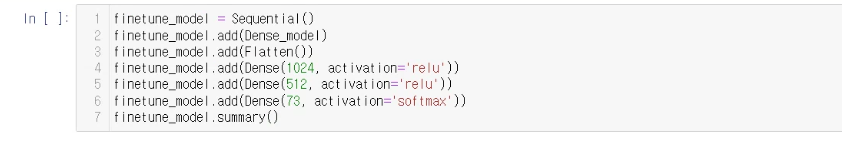 In [ ]:
1 finetune_model = Sequential()
2 finetune_model.add(Dense_model)
3 finetune_model.add(Flatten())
4 finetune_model.add(Dense(1024, activation='relu'))
5 finetune_model.add(Dense(512, activation='relu'))
6 finetune_model.add(Dense(73, activation='softmax'))
7 finetune_model.summary()